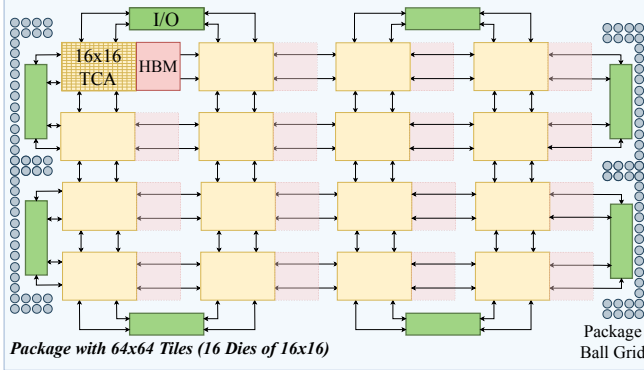 I/O
16x16
TCA
HBM
Package with 64x64 Tiles (16 Dies of 16x16)
Package
Ball Grid